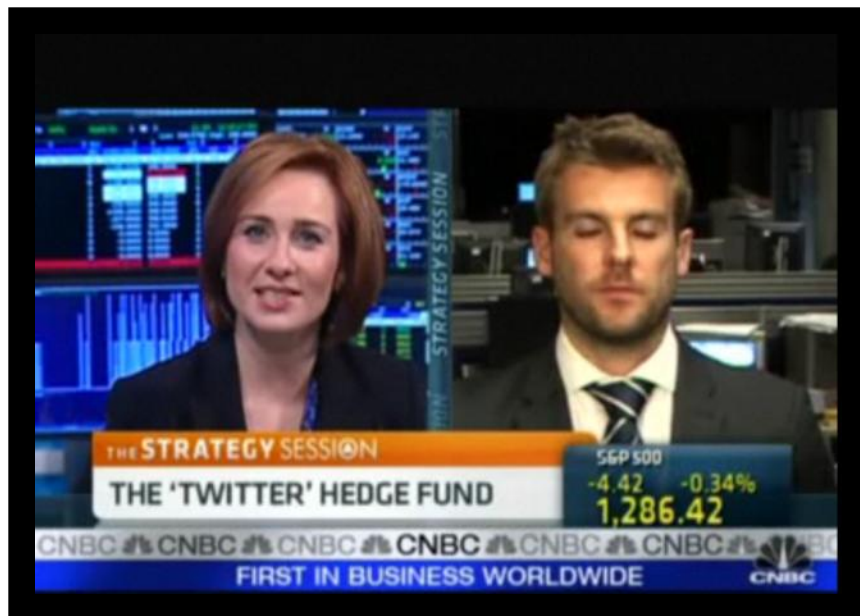 STRATEGY SESSION
THE STRATEGY SESSION
THE 'TWITTER' HEDGE FUND
S&P 500
-4.42 -0.34%
1,286.42
CNBC CNBC CNBC CNBC CNBC CNBC
FIRST IN BUSINESS WORLDWIDE
CNBC